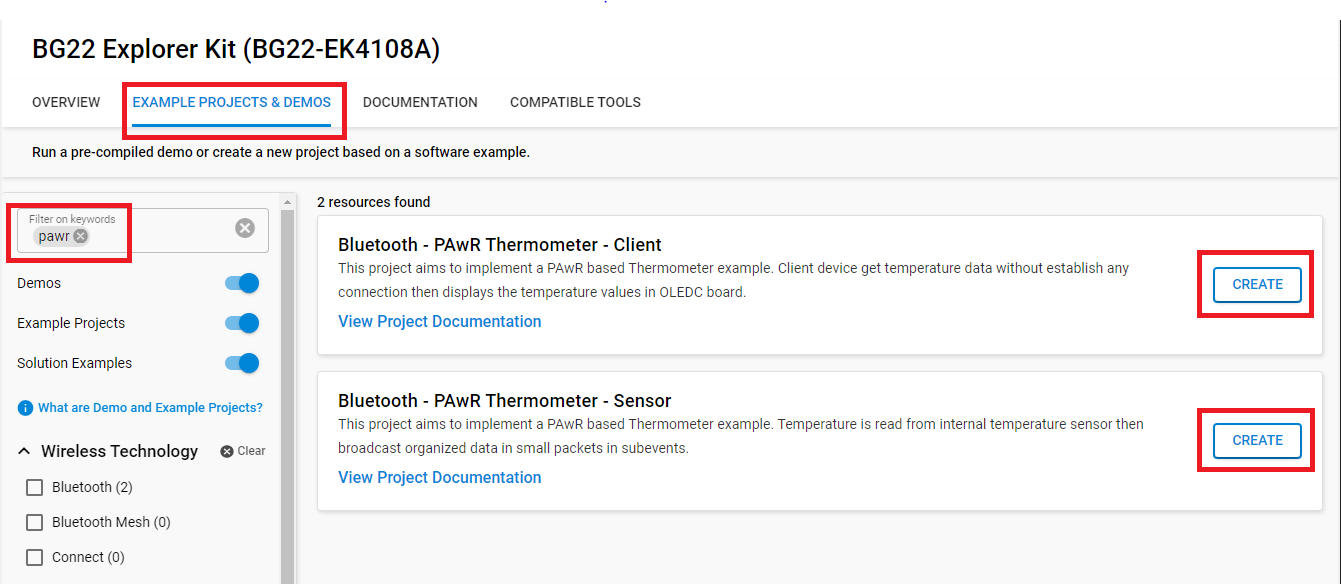 BG22 Explorer Kit (BG22-EK4108A)
OVERVIEW
EXAMPLE PROJECTS & DEMOS
DOCUMENTATION
COMPATIBLE TOOLS
Run a pre-compiled demo or create a new project based on a software example.
Filter on keywords
pawr
Demos
Example Projects
Solution Examples
What are Demo and Example Projects?
Wireless Technology
Clear
Bluetooth (2)
Bluetooth Mesh (0)
Connect (0)
2 resources found
Bluetooth - PAwR Thermometer - Client
This project aims to implement a PAwR based Thermometer example. Client device get temperature data without establish any
connection then displays the temperature values in OLEDC board.
View Project Documentation
CREATE
Bluetooth - PAwR Thermometer - Sensor
This project aims to implement a PAwR based Thermometer example. Temperature is read from internal temperature sensor then
broadcast organized data in small packets in subevents.
View Project Documentation
CREATE